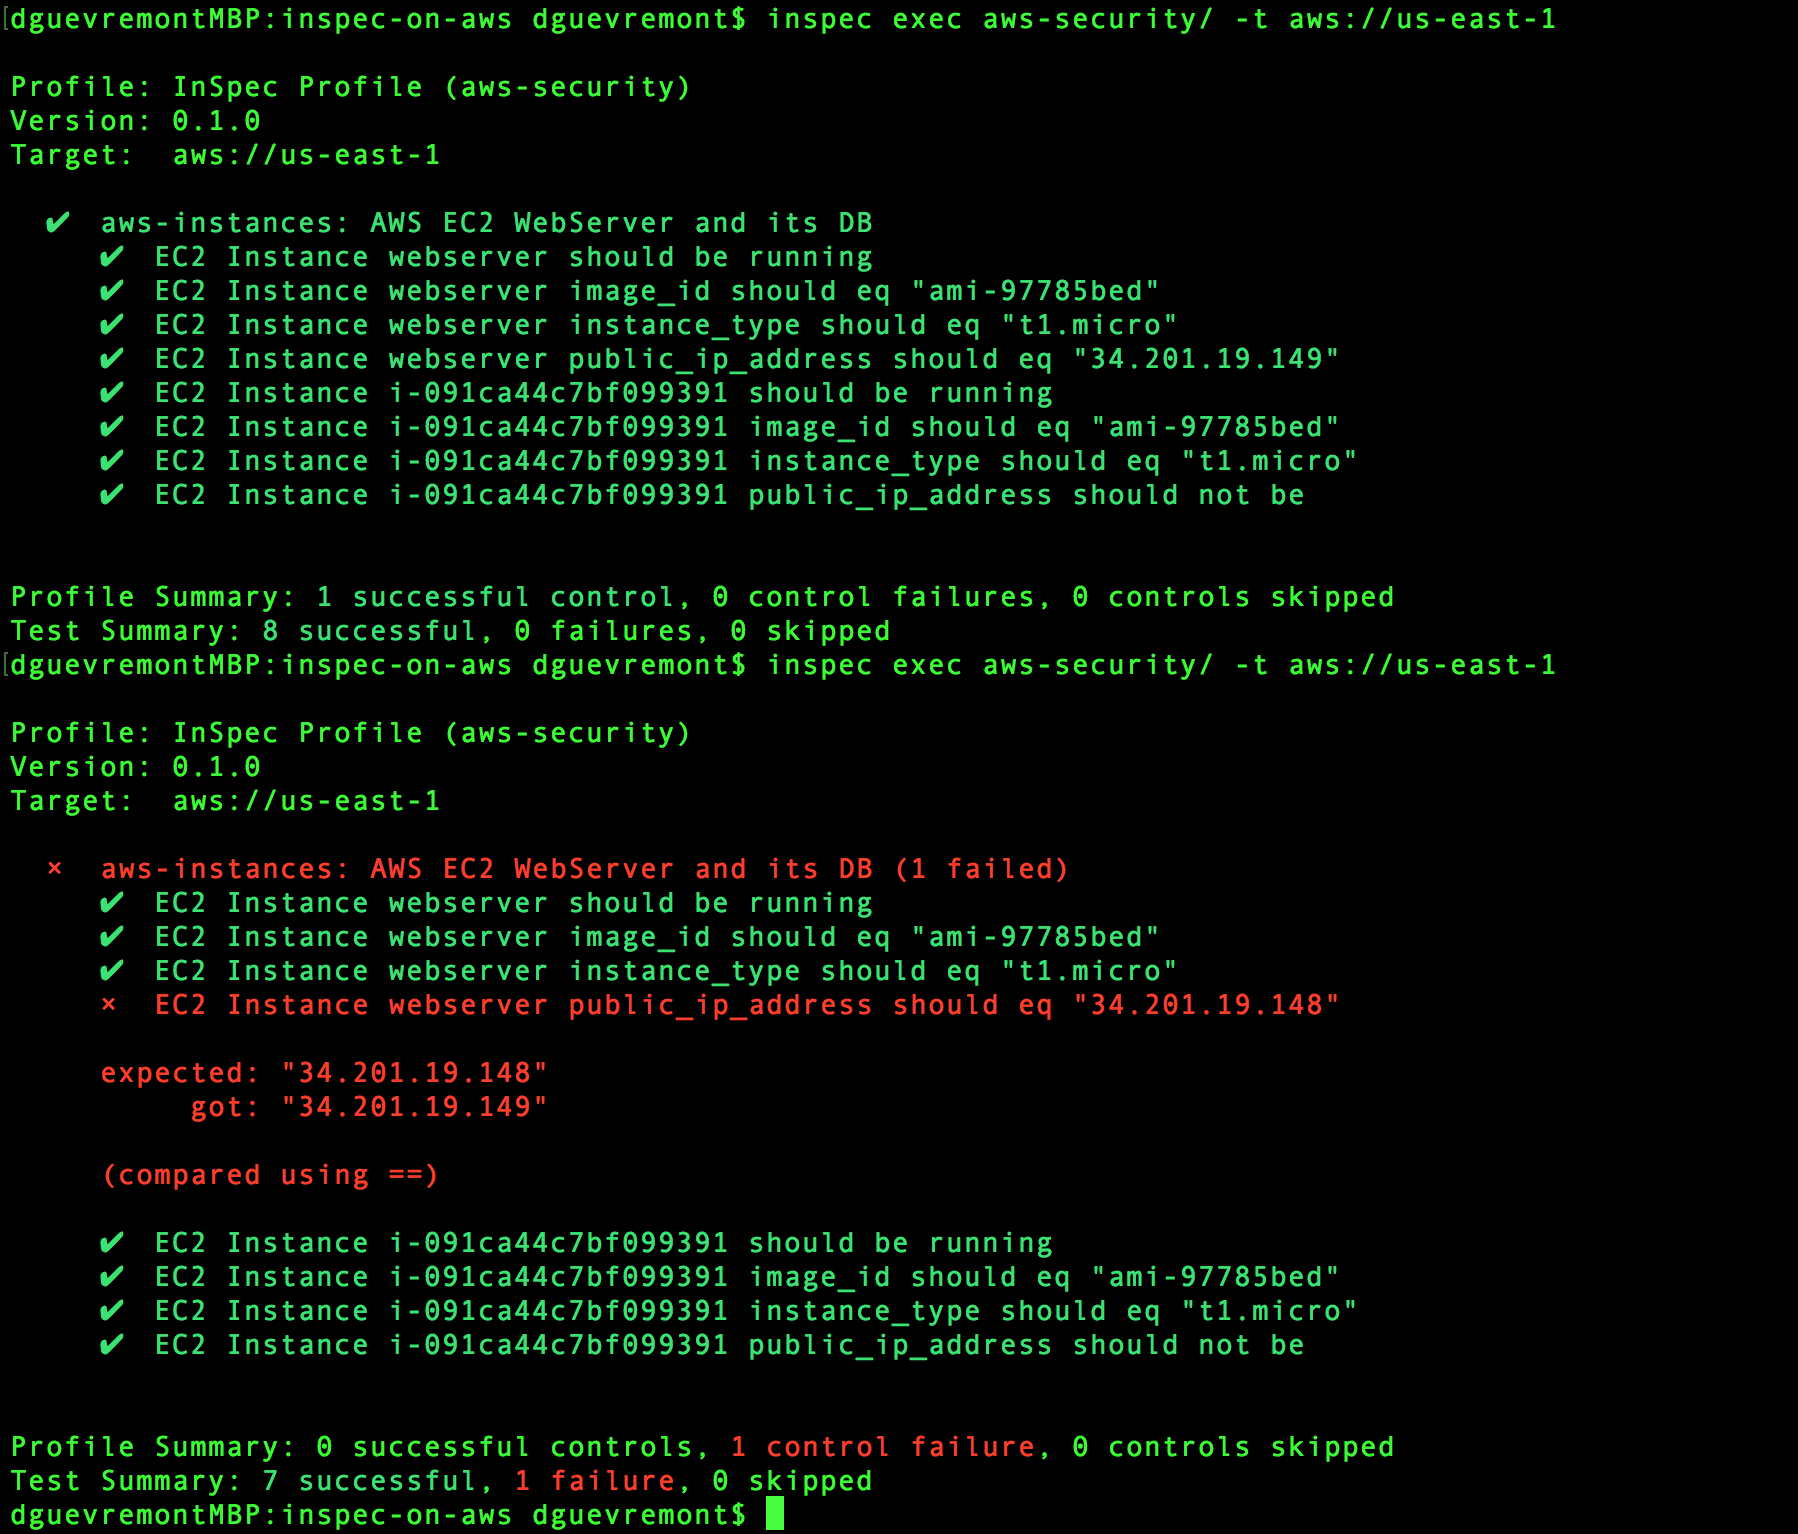 [dguevremontMBP:inspec-on-aws dguevremont$ inspec exec aws-security/ -t aws://us-east-1
Profile: InSpec Profile (aws-security)
Version: 0.1.0
Target:  aws://us-east-1
✔  aws-instances: AWS EC2 WebServer and its DB
✔  EC2 Instance webserver should be running
✔  EC2 Instance webserver image_id should eq "ami-97785bed"
✔  EC2 Instance webserver instance_type should eq "t1.micro"
✔  EC2 Instance webserver public_ip_address should eq "34.201.19.149"
✔  EC2 Instance i-091ca44c7bf099391 should be running
✔  EC2 Instance i-091ca44c7bf099391 image_id should eq "ami-97785bed"
✔  EC2 Instance i-091ca44c7bf099391 instance_type should eq "t1.micro"
✔  EC2 Instance i-091ca44c7bf099391 public_ip_address should not be
Profile Summary: 1 successful control, 0 control failures, 0 controls skipped
Test Summary: 8 successful, 0 failures, 0 skipped
[dguevremontMBP:inspec-on-aws dguevremont$ inspec exec aws-security/ -t aws://us-east-1
Profile: InSpec Profile (aws-security)
Version: 0.1.0
Target:  aws://us-east-1
×  aws-instances: AWS EC2 WebServer and its DB (1 failed)
✔  EC2 Instance webserver should be running
✔  EC2 Instance webserver image_id should eq "ami-97785bed"
✔  EC2 Instance webserver instance_type should eq "t1.micro"
×  EC2 Instance webserver public_ip_address should eq "34.201.19.148"
expected: "34.201.19.148"
got: "34.201.19.149"
(compared using ==)
✔  EC2 Instance i-091ca44c7bf099391 should be running
✔  EC2 Instance i-091ca44c7bf099391 image_id should eq "ami-97785bed"
✔  EC2 Instance i-091ca44c7bf099391 instance_type should eq "t1.micro"
✔  EC2 Instance i-091ca44c7bf099391 public_ip_address should not be
Profile Summary: 0 successful controls, 1 control failure, 0 controls skipped
Test Summary: 7 successful, 1 failure, 0 skipped
dguevremontMBP:inspec-on-aws dguevremont$